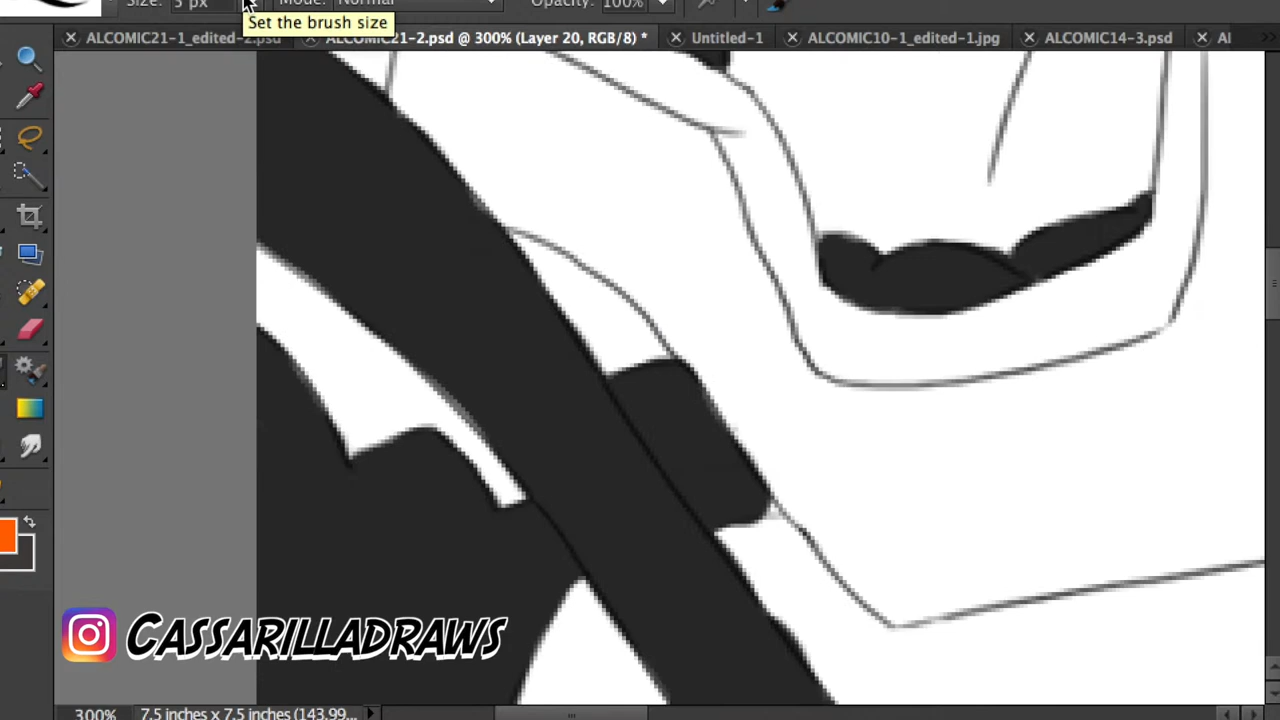 Size: 5 px Mode: Normal Opacity: 100%
Set the brush size
ALCOMIC21-1_edited-2.psd ALCOMIC21-2.psd @ 300% (Layer 20, RGB/8) * Untitled-1 ALCOMIC10-1_edited-1.jpg ALCOMIC14-3.psd Al
CASSARILLADRAWS
300% 7.5 inches x 7.5 inches (143.99...